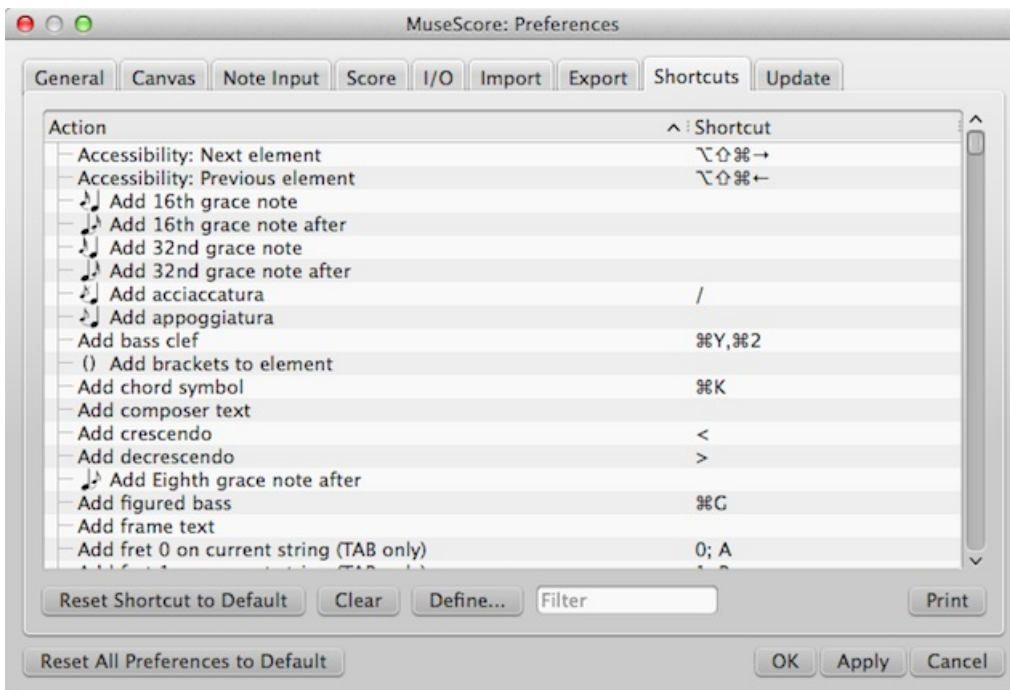 MuseScore: Preferences
General Canvas Note Input Score I/O Import Export Shortcuts Update
Action Shortcut
Accessibility: Next element ⌥⇧⌘→
Accessibility: Previous element ⌥⇧⌘←
Add 16th grace note
Add 16th grace note after
Add 32nd grace note
Add 32nd grace note after
Add acciaccatura /
Add appoggiatura
Add bass clef ⌘Y,⌘2
() Add brackets to element
Add chord symbol ⌘K
Add composer text
Add crescendo <
Add decrescendo >
Add Eighth grace note after
Add figured bass ⌘G
Add frame text
Add fret 0 on current string (TAB only) 0; A
Reset Shortcut to Default Clear Define... Filter Print
Reset All Preferences to Default OK Apply Cancel